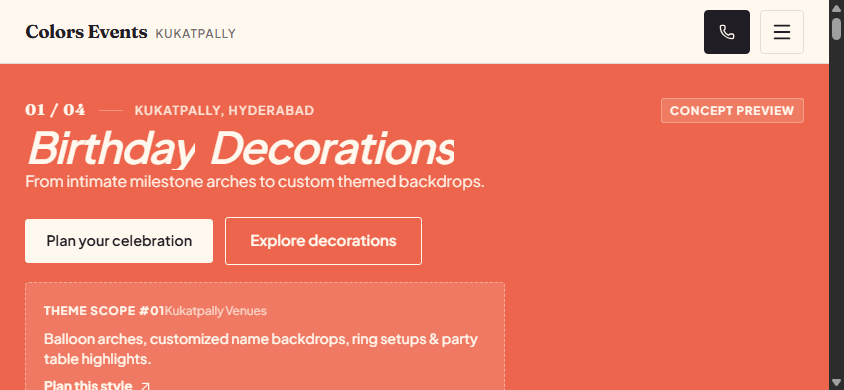 Colors Events KUKATPALLY
01 / 04 KUKATPALLY, HYDERABAD
CONCEPT PREVIEW
Birthday Decorations
From intimate milestone arches to custom themed backdrops.
Plan your celebration
Explore decorations
THEME SCOPE #01Kukatpally Venues
Balloon arches, customized name backdrops, ring setups & party
table highlights.
Plan this style